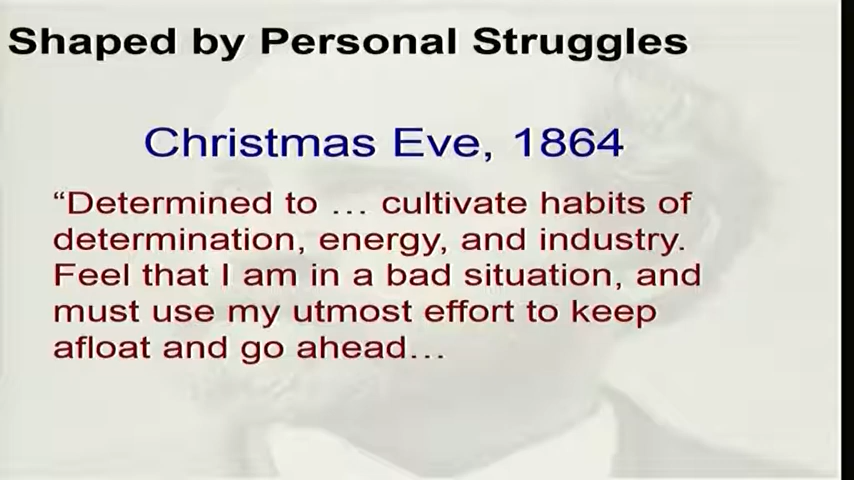 Shaped by Personal Struggles
Christmas Eve, 1864
“Determined to … cultivate habits of
determination, energy, and industry.
Feel that I am in a bad situation, and
must use my utmost effort to keep
afloat and go ahead…